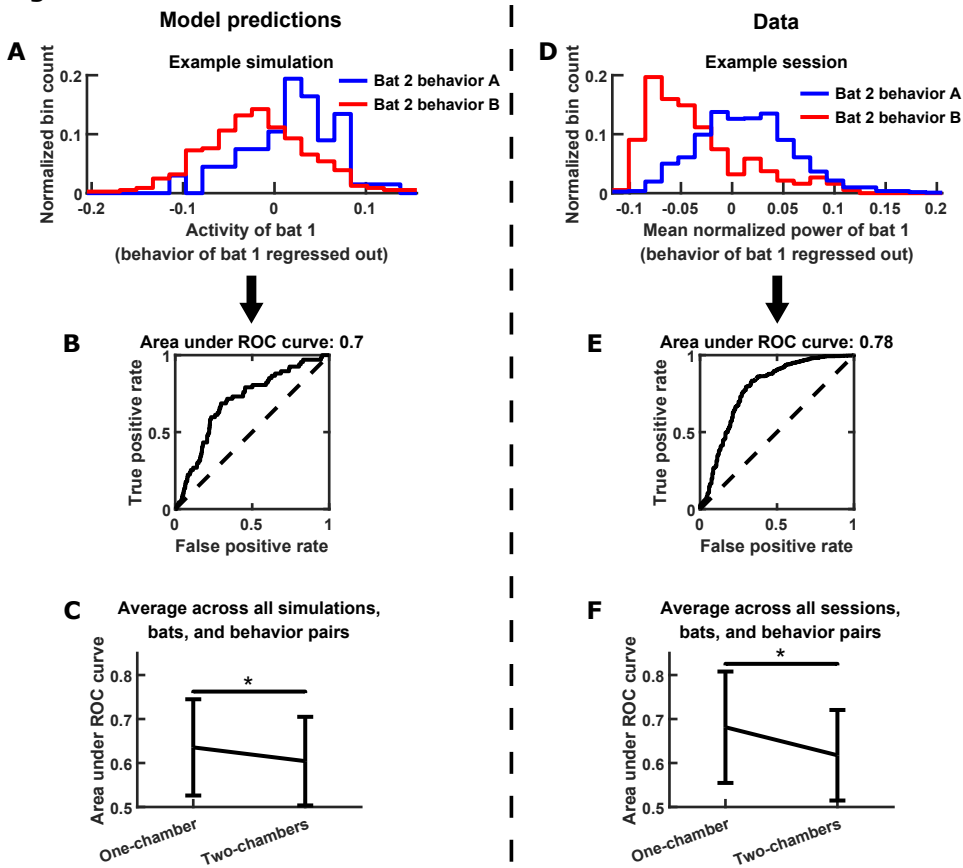 Model predictions
A
Example simulation
Normalized bin count
0.2
0.1
0
Bat 2 behavior A
Bat 2 behavior B
-0.2
-0.1
0
0.1
Activity of bat 1
(behavior of bat 1 regressed out)
B
Area under ROC curve: 0.7
True positive rate
1
0.5
0
0
0.5
1
False positive rate
C
Average across all simulations,
bats, and behavior pairs
Area under ROC curve
0.8
0.7
0.6
0.5
*
One-chamber
Two-chambers
Data
D
Example session
Normalized bin count
0.2
0.1
0
Bat 2 behavior A
Bat 2 behavior B
-0.1
-0.05
0
0.05
0.1
0.15
0.2
Mean normalized power of bat 1
(behavior of bat 1 regressed out)
E
Area under ROC curve: 0.78
True positive rate
1
0.5
0
0
0.5
1
False positive rate
F
Average across all sessions,
bats, and behavior pairs
Area under ROC curve
0.8
0.7
0.6
0.5
*
One-chamber
Two-chambers